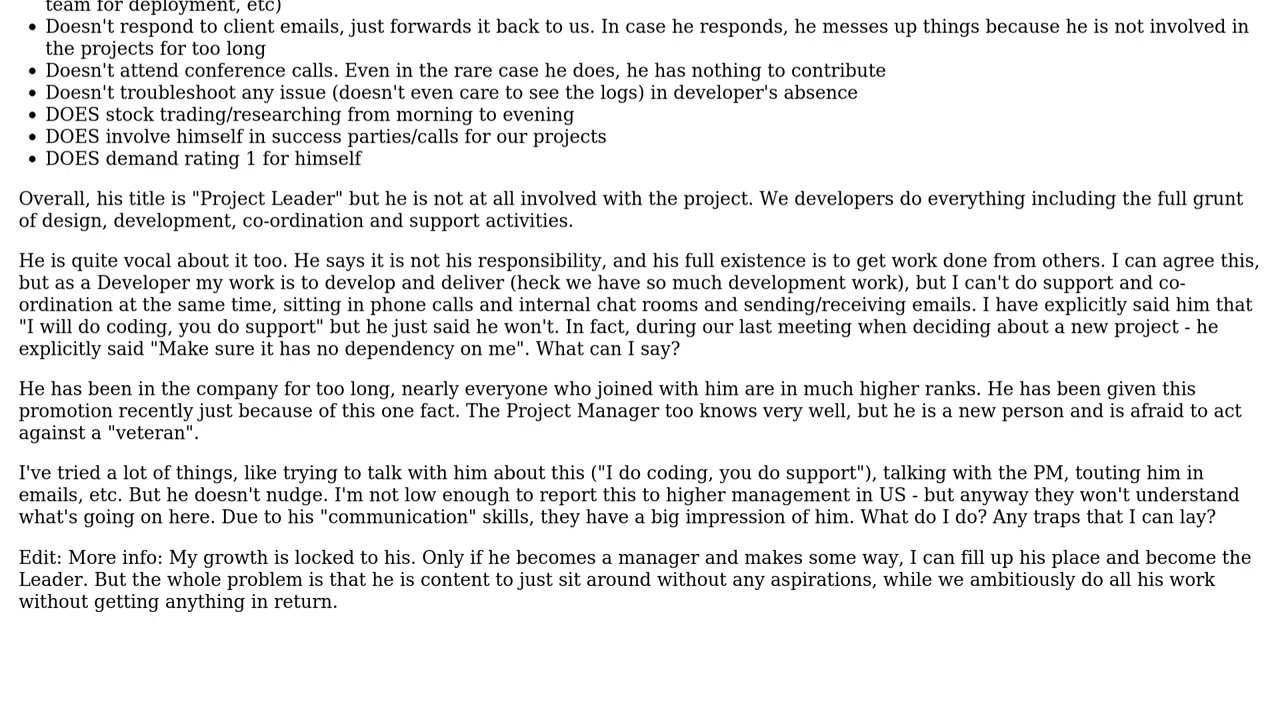 team for deployment, etc)
• Doesn't respond to client emails, just forwards it back to us. In case he responds, he messes up things because he is not involved in
the projects for too long
• Doesn't attend conference calls. Even in the rare case he does, he has nothing to contribute
• Doesn't troubleshoot any issue (doesn't even care to see the logs) in developer's absence
• DOES stock trading/researching from morning to evening
• DOES involve himself in success parties/calls for our projects
• DOES demand rating 1 for himself
Overall, his title is "Project Leader" but he is not at all involved with the project. We developers do everything including the full grunt
of design, development, co-ordination and support activities.
He is quite vocal about it too. He says it is not his responsibility, and his full existence is to get work done from others. I can agree this,
but as a Developer my work is to develop and deliver (heck we have so much development work), but I can't do support and co-
ordination at the same time, sitting in phone calls and internal chat rooms and sending/receiving emails. I have explicitly said him that
"I will do coding, you do support" but he just said he won't. In fact, during our last meeting when deciding about a new project - he
explicitly said "Make sure it has no dependency on me". What can I say?
He has been in the company for too long, nearly everyone who joined with him are in much higher ranks. He has been given this
promotion recently just because of this one fact. The Project Manager too knows very well, but he is a new person and is afraid to act
against a "veteran".
I've tried a lot of things, like trying to talk with him about this ("I do coding, you do support"), talking with the PM, touting him in
emails, etc. But he doesn't nudge. I'm not low enough to report this to higher management in US - but anyway they won't understand
what's going on here. Due to his "communication" skills, they have a big impression of him. What do I do? Any traps that I can lay?
Edit: More info: My growth is locked to his. Only if he becomes a manager and makes some way, I can fill up his place and become the
Leader. But the whole problem is that he is content to just sit around without any aspirations, while we ambitiously do all his work
without getting anything in return.